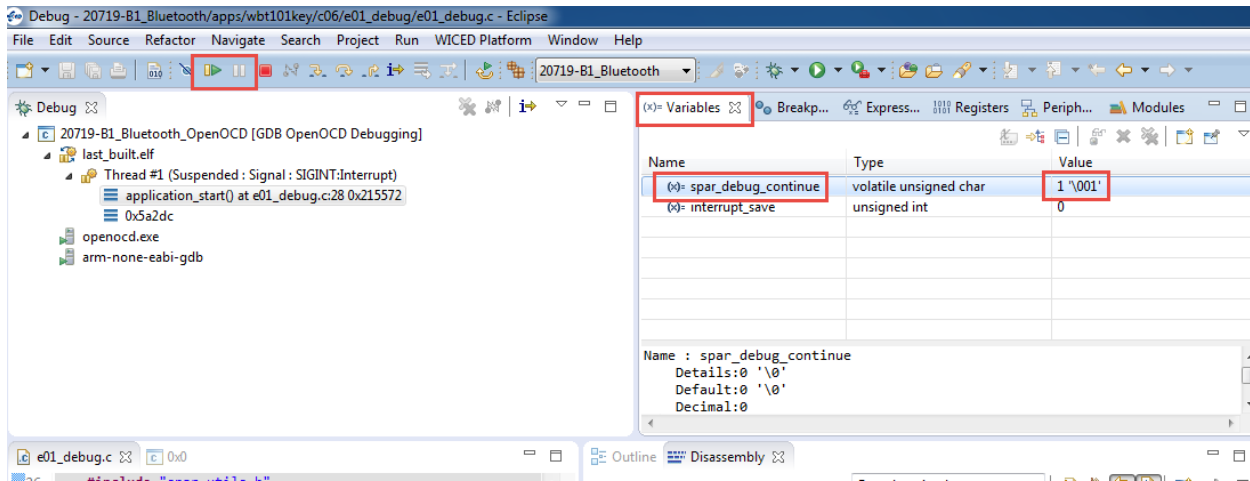 Debug - 20719-B1_Bluetooth/apps/wbt101key/c06/e01_debug/e01_debug.c - Eclipse
File Edit Source Refactor Navigate Search Project Run WICED Platform Window Help
010 20719-B1_Bluetooth
Debug
(x)= Variables Breakp... Express... Registers Periph... Modules
20719-B1_Bluetooth_OpenOCD [GDB OpenOCD Debugging]
last_built.elf
Thread #1 (Suspended : Signal : SIGINT:Interrupt)
application_start() at e01_debug.c:28 0x215572
0x5a2dc
openocd.exe
arm-none-eabi-gdb
Name Type Value
(x)= spar_debug_continue volatile unsigned char 1 '\001'
(x)= interrupt_save unsigned int 0
Name : spar_debug_continue
Details:0 '\0'
Default:0 '\0'
Decimal:0
e01_debug.c 0x0
Outline Disassembly
#include "spar_utils.h"